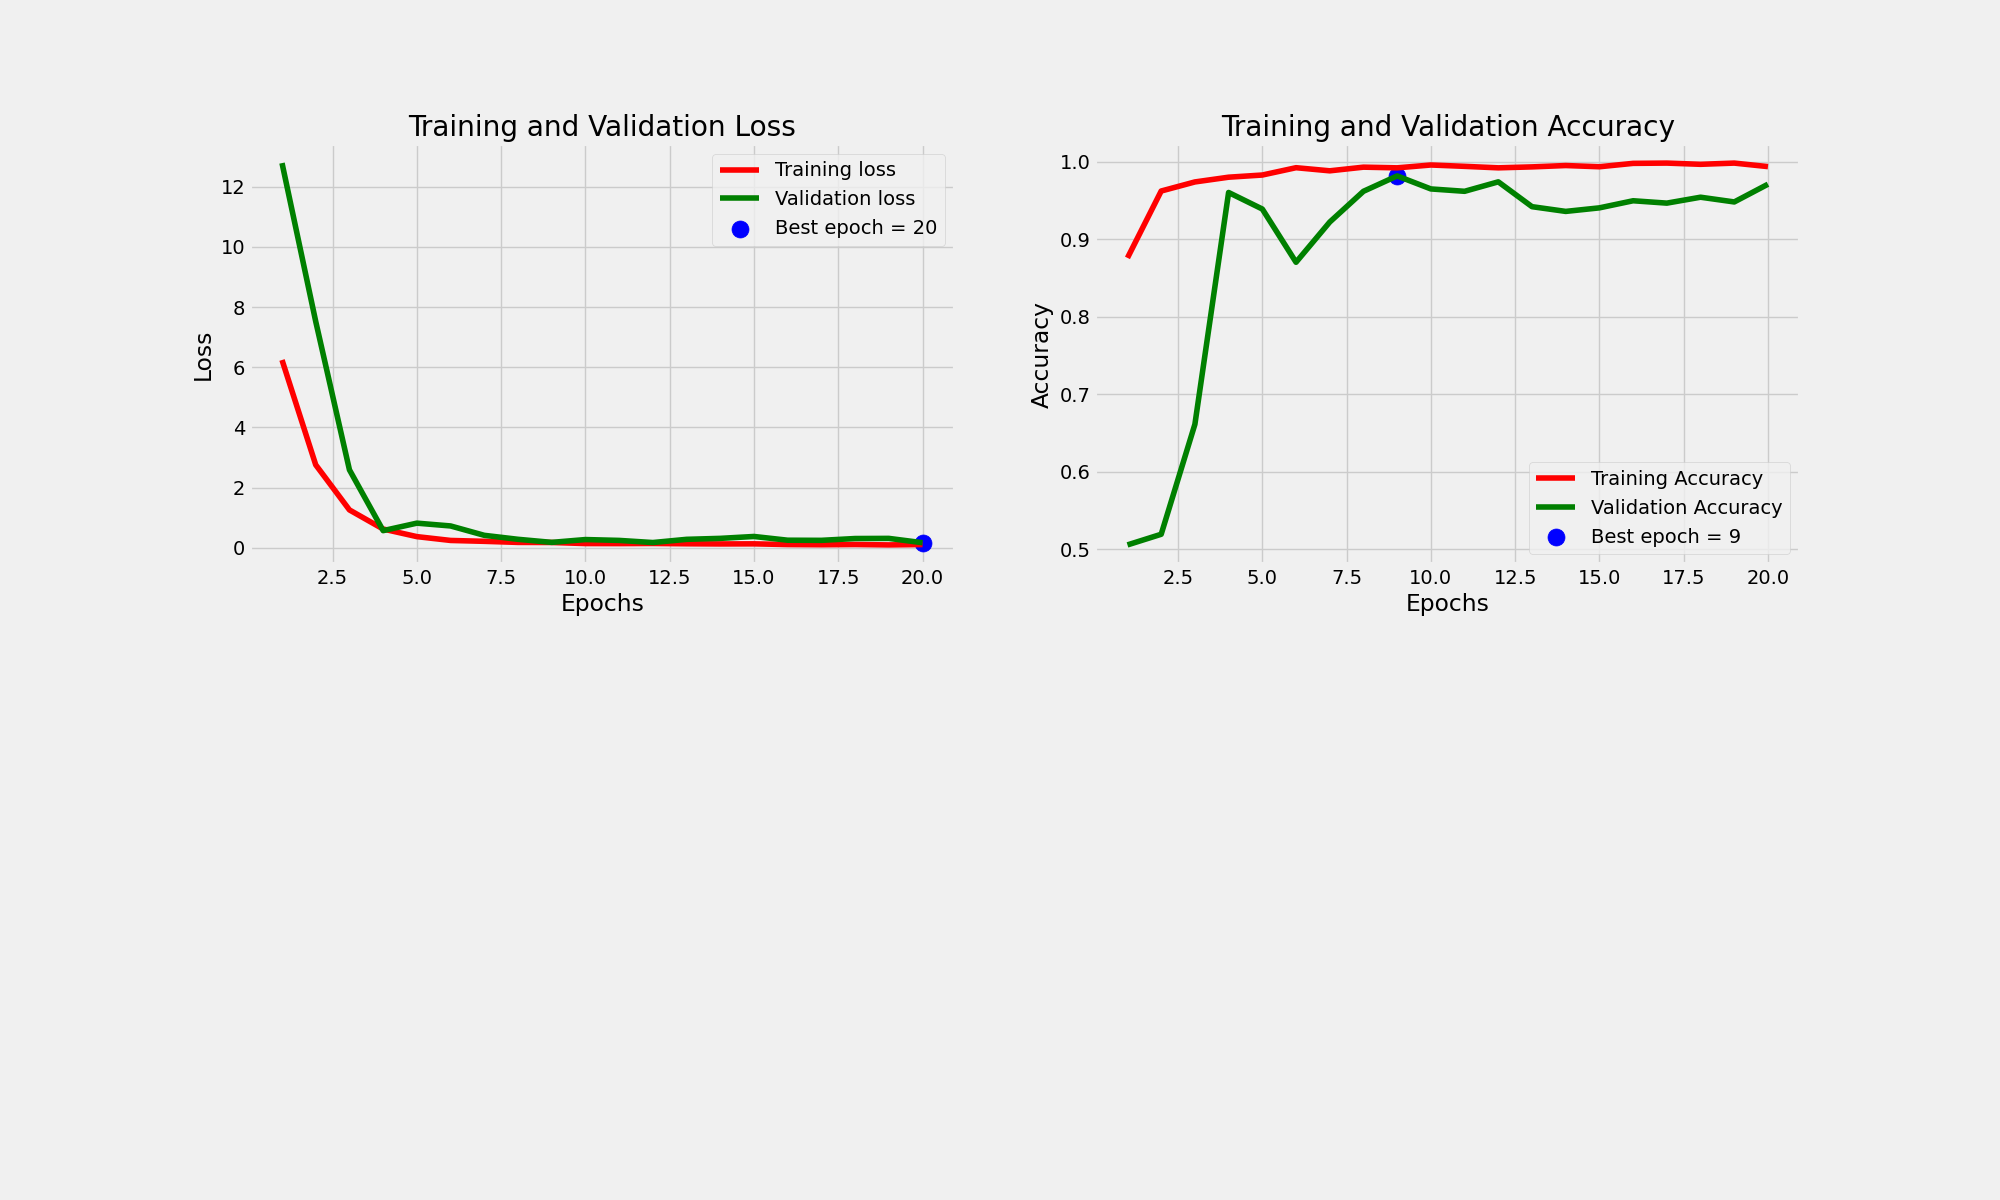 Training and Validation Loss
Training loss
Validation loss
Best epoch = 20
12
10
8
6
4
2
0
Loss
2.5 5.0 7.5 10.0 12.5 15.0 17.5 20.0
Epochs
Training and Validation Accuracy
1.0
0.9
0.8
0.7
0.6
0.5
Accuracy
Training Accuracy
Validation Accuracy
Best epoch = 9
2.5 5.0 7.5 10.0 12.5 15.0 17.5 20.0
Epochs